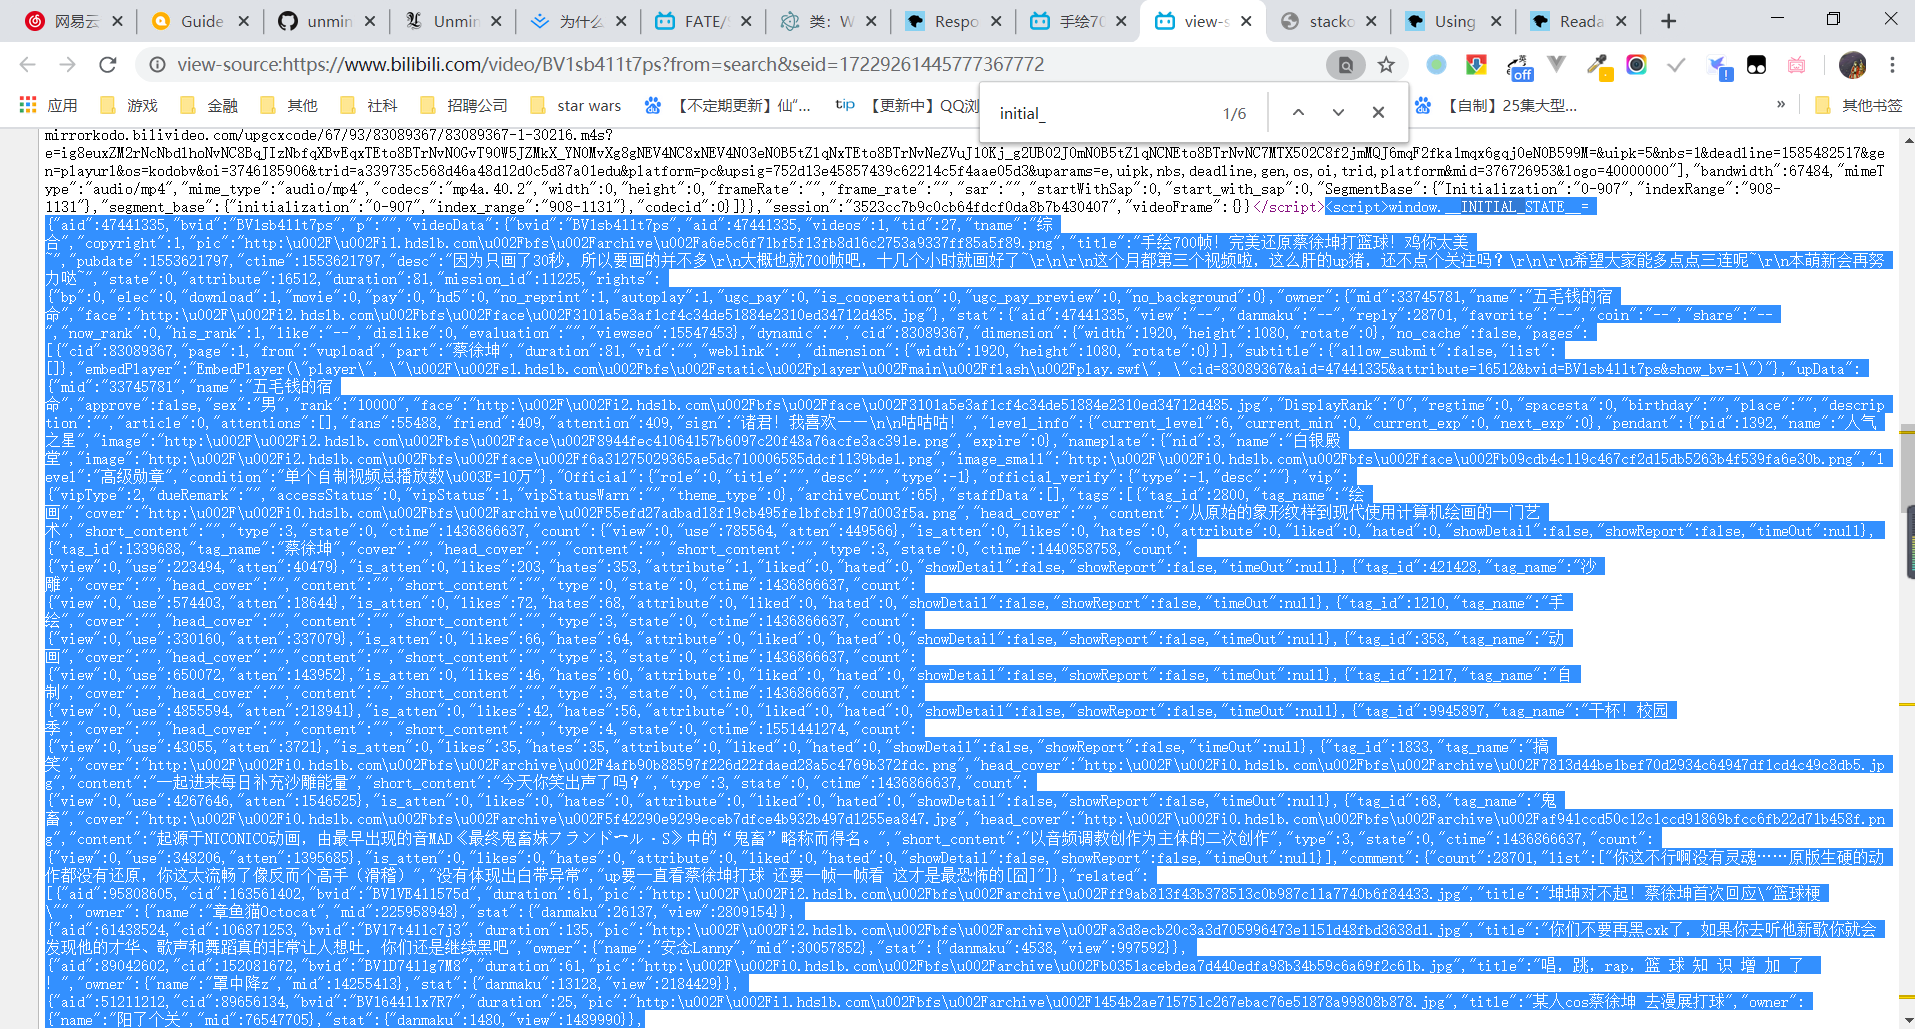 网易云
Guide
unmin
Unmin
为什么
FATE/
类：W
Respo
手绘70
view-s
stacko
Using
Reada
view-source:https://www.bilibili.com/video/BV1sb411t7ps?from=search&seid=17229261445777367772
应用
游戏
金融
其他
社科
招聘公司
star wars
【不定期更新】仙“...
tip 【更新中】QQ浏
【自制】25集大型...
»
其他书签
initial_
1/6
off
mirrorkodo.bilivideo.com/upgcxcode/67/93/83089367/83089367-1-30216.m4s?
n=playurl&os=kodobv&oi=3746185906&trid=a339735c568d46a48d12d0c5d87a01edu&platform=pc&upsig=752d13e45857439c62214c5f4aae05d3&uparams=e,uipk,nbs,deadline,gen,os,oi,trid,platform&mid=376726953&logo=40000000"],"bandwidth":67484,"mimeT
ype":"audio/mp4","mime_type":"audio/mp4","codecs":"mp4a.40.2","width":0,"height":0,"frameRate":"","frame_rate":"","sar":"","startWithSap":0,"start_with_sap":0,"SegmentBase":{"Initialization":"0-907","indexRange":"908-
1131"},"segment_base":{"initialization":"0-907","index_range":"908-1131"},"codecid":0}]}},"session":"3523cc7b9c0cb64fdcf0da8b7b430407","videoFrame":{}}</script><script>window.__INITIAL_STATE__=
{"aid":47441335,"bvid":"BV1sb411t7ps","p":"","videoData":{"bvid":"BV1sb411t7ps","aid":47441335,"videos":1,"tid":27,"tname":"综
合","copyright":1,"pic":"http:\u002F\u002Fi1.hdslb.com\u002Fbfs\u002Farchive\u002Fa6e5c6f71bf5f13fb8d16c2753a9337ff85a5f89.png","title":"手绘700帧！完美还原蔡徐坤打篮球！鸡你太美
~","pubdate":1553621797,"ctime":1553621797,"desc":"因为只画了30秒，所以要画的并不多\r\n大概也就700帧吧，十几个小时就画好了~\r\n\r\n这个月都第三个视频啦，这么肝的up猪，还不点个关注吗？\r\n\r\n希望大家能多点点三连呢~\r\n本萌新会再努
力哒~","state":0,"attribute":16512,"duration":81,"mission_id":11225,"rights":
{"bp":0,"elec":0,"download":1,"movie":0,"pay":0,"hd5":0,"no_reprint":1,"autoplay":1,"ugc_pay":0,"is_cooperation":0,"ugc_pay_preview":0,"no_background":0},"owner":{"mid":33745781,"name":"五毛钱的宿
命","face":"http:\u002F\u002Fi2.hdslb.com\u002Fbfs\u002Fface\u002F3101a5e3af1cf4c34de51884e2310ed34712d485.jpg"},"stat":{"aid":47441335,"view":"--","danmaku":"--","reply":28701,"favorite":"--","coin":"--","share":"--
","now_rank":0,"his_rank":1,"like":"--","dislike":0,"evaluation":"","viewseo":15547453},"dynamic":"","cid":83089367,"dimension":{"width":1920,"height":1080,"rotate":0},"no_cache":false,"pages":
[{"cid":83089367,"page":1,"from":"vupload","part":"蔡徐坤","duration":81,"vid":"","weblink":"","dimension":{"width":1920,"height":1080,"rotate":0}}],"subtitle":{"allow_submit":false,"list":
[]},"embedPlayer":"EmbedPlayer(\"player\", \"\u002F\u002Fs1.hdslb.com\u002Fbfs\u002Fstatic\u002Fplayer\u002Fmain\u002Fflash\u002Fplay.swf\", \"cid=83089367&aid=47441335&attribute=16512&bvid=BV1sb411t7ps&show_bv=1\")"},"upData":
{"mid":"33745781","name":"五毛钱的宿
命","approve":false,"sex":"男","rank":"10000","face":"http:\u002F\u002Fi2.hdslb.com\u002Fbfs\u002Fface\u002F3101a5e3af1cf4c34de51884e2310ed34712d485.jpg","DisplayRank":"0","regtime":0,"spacesta":0,"birthday":"","place":"","descrip
tion":"","article":0,"attentions":[],"fans":55488,"friend":409,"attention":409,"sign":"诸君！我喜欢——\n\n咕咕咕！","level_info":{"current_level":6,"current_min":0,"current_exp":0,"next_exp":0},"pendant":{"pid":1392,"name":"人气
之星","image":"http:\u002F\u002Fi2.hdslb.com\u002Fbfs\u002Fface\u002F8944fec41064157b6097c20f48a76acfe3ac391e.png","expire":0},"nameplate":{"nid":3,"name":"白银殿
堂","image":"http:\u002F\u002Fi2.hdslb.com\u002Fbfs\u002Fface\u002Ff6a31275029365ae5dc710006585ddcf1139bde1.png","image_small":"http:\u002F\u002Fi0.hdslb.com\u002Fbfs\u002Fface\u002Fb09cdb4c119c467cf2d15db5263b4f539fa6e30b.png","l
evel":"高级勋章","condition":"单个自制视频总播放数\u003E=10万"},"Official":{"role":0,"title":"","desc":"","type":-1},"official_verify":{"type":-1,"desc":""},"vip":
{"vipType":2,"dueRemark":"","accessStatus":0,"vipStatus":1,"vipStatusWarn":"","theme_type":0},"archiveCount":65},"staffData":[],"tags":[{"tag_id":2800,"tag_name":"绘
画","cover":"http:\u002F\u002Fi0.hdslb.com\u002Fbfs\u002Farchive\u002F55efd27adbad18f19cb495fe1bfcbf197d003f5a.png","head_cover":"","content":"从原始的象形纹样到现代使用计算机绘画的一门艺
术","short_content":"","type":3,"state":0,"ctime":1436866637,"count":{"view":0,"use":785564,"atten":449566},"is_atten":0,"likes":0,"hates":0,"attribute":0,"liked":0,"hated":0,"showDetail":false,"showReport":false,"timeOut":null},
{"tag_id":1339688,"tag_name":"蔡徐坤","cover":"","head_cover":"","content":"","short_content":"","type":3,"state":0,"ctime":1440858758,"count":
{"view":0,"use":223494,"atten":40479},"is_atten":0,"likes":203,"hates":353,"attribute":1,"liked":0,"hated":0,"showDetail":false,"showReport":false,"timeOut":null},{"tag_id":421428,"tag_name":"沙
雕","cover":"","head_cover":"","content":"","short_content":"","type":0,"state":0,"ctime":1436866637,"count":
{"view":0,"use":574403,"atten":18644},"is_atten":0,"likes":72,"hates":68,"attribute":0,"liked":0,"hated":0,"showDetail":false,"showReport":false,"timeOut":null},{"tag_id":1210,"tag_name":"手
绘","cover":"","head_cover":"","content":"","short_content":"","type":3,"state":0,"ctime":1436866637,"count":
{"view":0,"use":330160,"atten":337079},"is_atten":0,"likes":66,"hates":64,"attribute":0,"liked":0,"hated":0,"showDetail":false,"showReport":false,"timeOut":null},{"tag_id":358,"tag_name":"动
画","cover":"","head_cover":"","content":"","short_content":"","type":3,"state":0,"ctime":1436866637,"count":
{"view":0,"use":650072,"atten":143952},"is_atten":0,"likes":46,"hates":60,"attribute":0,"liked":0,"hated":0,"showDetail":false,"showReport":false,"timeOut":null},{"tag_id":1217,"tag_name":"自
制","cover":"","head_cover":"","content":"","short_content":"","type":3,"state":0,"ctime":1436866637,"count":
{"view":0,"use":4855594,"atten":218941},"is_atten":0,"likes":42,"hates":56,"attribute":0,"liked":0,"hated":0,"showDetail":false,"showReport":false,"timeOut":null},{"tag_id":9945897,"tag_name":"干杯！校园
季","cover":"","head_cover":"","content":"","short_content":"","type":4,"state":0,"ctime":1551441274,"count":
{"view":0,"use":43055,"atten":3721},"is_atten":0,"likes":35,"hates":35,"attribute":0,"liked":0,"hated":0,"showDetail":false,"showReport":false,"timeOut":null},{"tag_id":1833,"tag_name":"搞
笑","cover":"http:\u002F\u002Fi0.hdslb.com\u002Fbfs\u002Farchive\u002F4afb90b88597f226d22fdaed28a5c4769b372fdc.png","head_cover":"http:\u002F\u002Fi0.hdslb.com\u002Fbfs\u002Farchive\u002F7813d44be1bef70d2934c64947df1cd4c49c8db5.jp
g","content":"一起进来每日补充沙雕能量","short_content":"今天你笑出声了吗？","type":3,"state":0,"ctime":1436866637,"count":
{"view":0,"use":4267646,"atten":1546525},"is_atten":0,"likes":0,"hates":0,"attribute":0,"liked":0,"hated":0,"showDetail":false,"showReport":false,"timeOut":null},{"tag_id":68,"tag_name":"鬼
畜","cover":"http:\u002F\u002Fi0.hdslb.com\u002Fbfs\u002Farchive\u002F5f42290e9299eceb7dfce4b932b497d1255ea847.jpg","head_cover":"http:\u002F\u002Fi0.hdslb.com\u002Fbfs\u002Farchive\u002Faf941ccd50c12c1ccd91869bfcc6fb22d71b458f.pn
g","content":"起源于NICONICO动画，由最早出现的音MAD《最终鬼畜妹フランドール・S》中的“鬼畜”略称而得名。","short_content":"以音频调教创作为主体的二次创作","type":3,"state":0,"ctime":1436866637,"count":
{"view":0,"use":348206,"atten":1395685},"is_atten":0,"likes":0,"hates":0,"attribute":0,"liked":0,"hated":0,"showDetail":false,"showReport":false,"timeOut":null}],"comment":{"count":28701,"list":["你这不行啊没有灵魂……原版生硬的动
作都没有还原，你这太流畅了像反而个高手（滑稽）","没有体现出白带异常","up要一直看蔡徐坤打球 还要一帧一帧看 这才是最恐怖的[囧]"]},"related":
[{"aid":95808605,"cid":163561402,"bvid":"BV1VE411575d","duration":61,"pic":"http:\u002F\u002Fi2.hdslb.com\u002Fbfs\u002Farchive\u002Fff9ab813f43b378513c0b987c11a7740b6f84433.jpg","title":"坤坤对不起！蔡徐坤首次回应\"篮球梗
\"","owner":{"name":"章鱼猫Octocat","mid":225958948},"stat":{"danmaku":26137,"view":2809154}},
{"aid":61438524,"cid":106871253,"bvid":"BV17t411c7j3","duration":135,"pic":"http:\u002F\u002Fi2.hdslb.com\u002Fbfs\u002Farchive\u002Fa3d8ecb20c3a3d705996473e1151d48fbd3638d1.jpg","title":"你们不要再黑cxk了，如果你去听他新歌你就会
发现他的才华、歌声和舞蹈真的非常让人想吐，你们还是继续黑吧","owner":{"name":"安念Lanny","mid":30057852},"stat":{"danmaku":4538,"view":997592}},
{"aid":89042602,"cid":152081672,"bvid":"BV1D7411g7M8","duration":61,"pic":"http:\u002F\u002Fi0.hdslb.com\u002Fbfs\u002Farchive\u002Fb0351acebdea7d440edfa98b34b59c6a69f2c61b.jpg","title":"唱，跳，rap，篮 球 知 识 增 加 了
！","owner":{"name":"罩中降z","mid":14255413},"stat":{"danmaku":13128,"view":2184429}},
{"aid":51211212,"cid":89656134,"bvid":"BV164411x7R7","duration":25,"pic":"http:\u002F\u002Fi1.hdslb.com\u002Fbfs\u002Farchive\u002F1454b2ae715751c267ebac76e51878a99808b878.jpg","title":"某人cos蔡徐坤 去漫展打球","owner":
{"name":"阳了个关","mid":76547705},"stat":{"danmaku":1480,"view":1489990}},